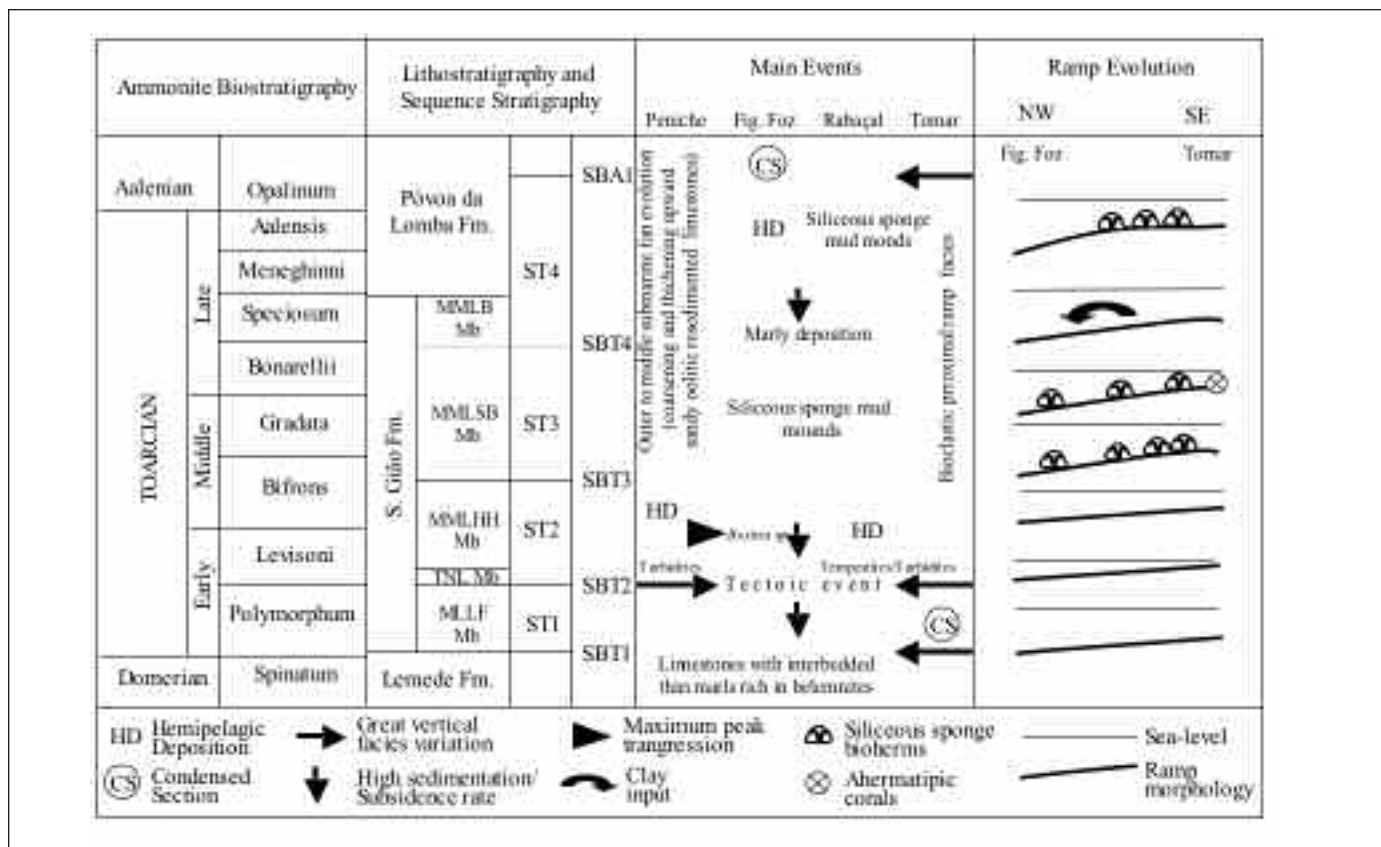 Ammonite Biostratigraphy
Lithostratigraphy and
Sequence Stratigraphy
Main Events
Ramp Evolution
Peniche
Fig. Foz
Rabaçal
Tomar
NW
SE
Fig. Foz
Tomar
Aalenian
TOARCIAN
Domerian
Late
Middle
Early
Opalinum
Aalensis
Meneghinni
Speciosum
Bonarellii
Gradata
Bifrons
Levisoni
Polymorphum
Spinatum
Póvoa da
Lomba Fm.
S. Gião Fm.
MMLB
Mb
MMLSB
Mb
MMLHH
Mb
TNL Mb
MLLF
Mb
Lemede Fm.
ST4
ST3
ST2
ST1
SBA1
SBT4
SBT3
SBT2
SBT1
Outer to middle submarine fan evolution
(coarsening and thickening upward
sandy oolitic resedimented limestones)
CS
HD
Siliceous sponge
mud monds
Marly deposition
Siliceous sponge mud
mounds
Bioclastic proximal ramp facies
HD
HD
Turbidites
Tempestites/Turbidites
Tectoic event
CS
Limestones with interbedded
than marls rich in belemnites
HD Hemipelagic
Deposition
CS Condensed
Section
Great vertical
facies variation
High sedimentation/
Subsidence rate
Maximum peak
trangression
Clay
input
Siliceous sponge
bioherms
Ahermatipic
corals
Sea-level
Ramp
morphology